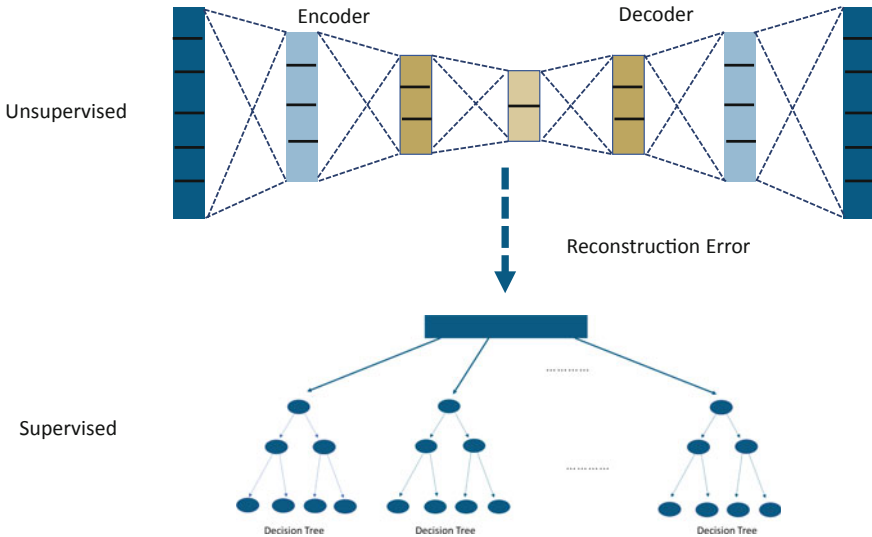 Encoder
Decoder
Unsupervised
Reconstruction Error
............
Supervised
............
Decision Tree
Decision Tree
Decision Tree